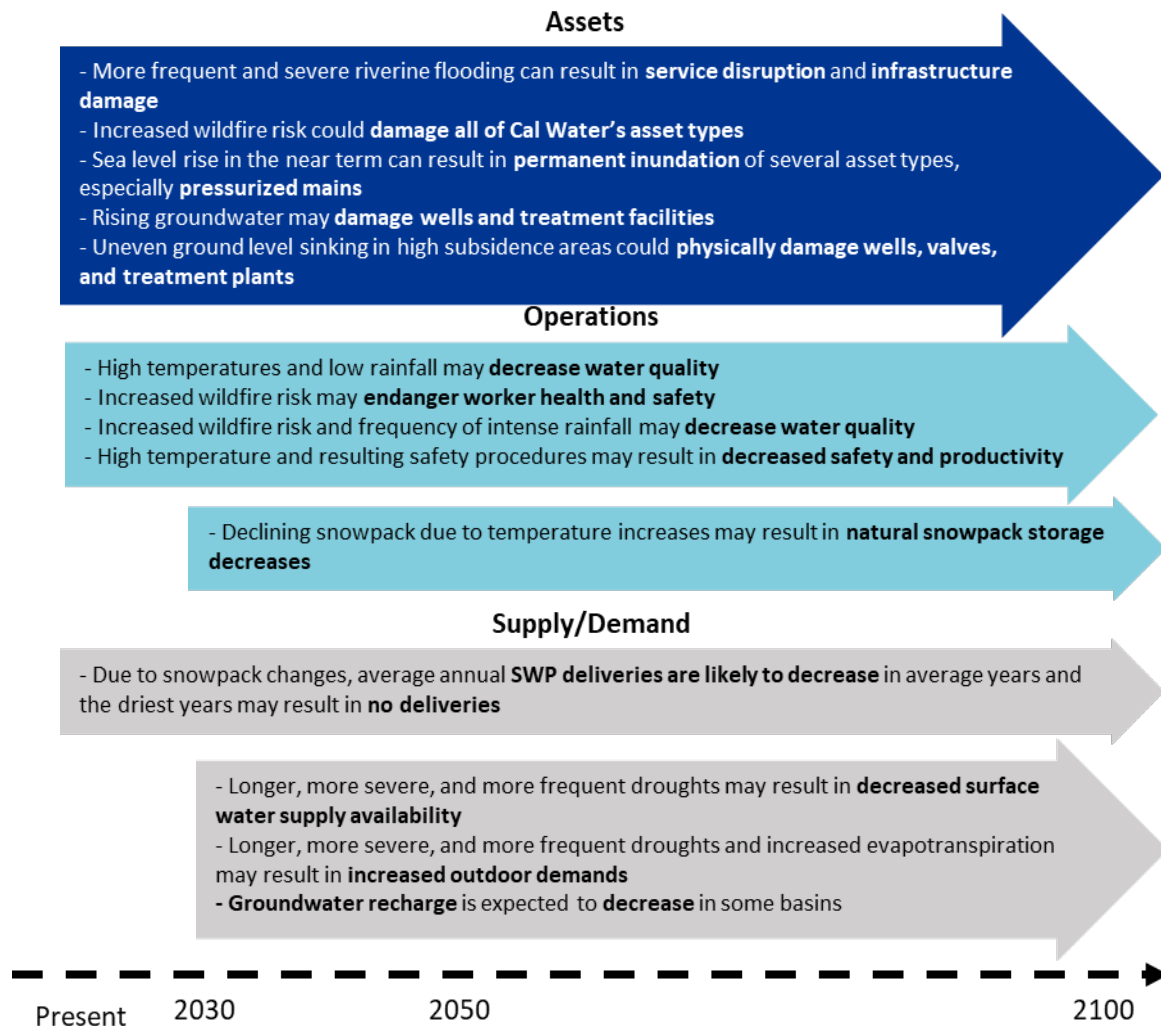 Assets
- More frequent and severe riverine flooding can result in service disruption and infrastructure
damage
- Increased wildfire risk could damage all of Cal Water’s asset types
- Sea level rise in the near term can result in permanent inundation of several asset types,
especially pressurized mains
- Rising groundwater may damage wells and treatment facilities
- Uneven ground level sinking in high subsidence areas could physically damage wells, valves,
and treatment plants
Operations
- High temperatures and low rainfall may decrease water quality
- Increased wildfire risk may endanger worker health and safety
- Increased wildfire risk and frequency of intense rainfall may decrease water quality
- High temperature and resulting safety procedures may result in decreased safety and productivity
- Declining snowpack due to temperature increases may result in natural snowpack storage
decreases
Supply/Demand
- Due to snowpack changes, average annual SWP deliveries are likely to decrease in average years and
the driest years may result in no deliveries
- Longer, more severe, and more frequent droughts may result in decreased surface
water supply availability
- Longer, more severe, and more frequent droughts and increased evapotranspiration
may result in increased outdoor demands
- Groundwater recharge is expected to decrease in some basins
Present 2030 2050 2100